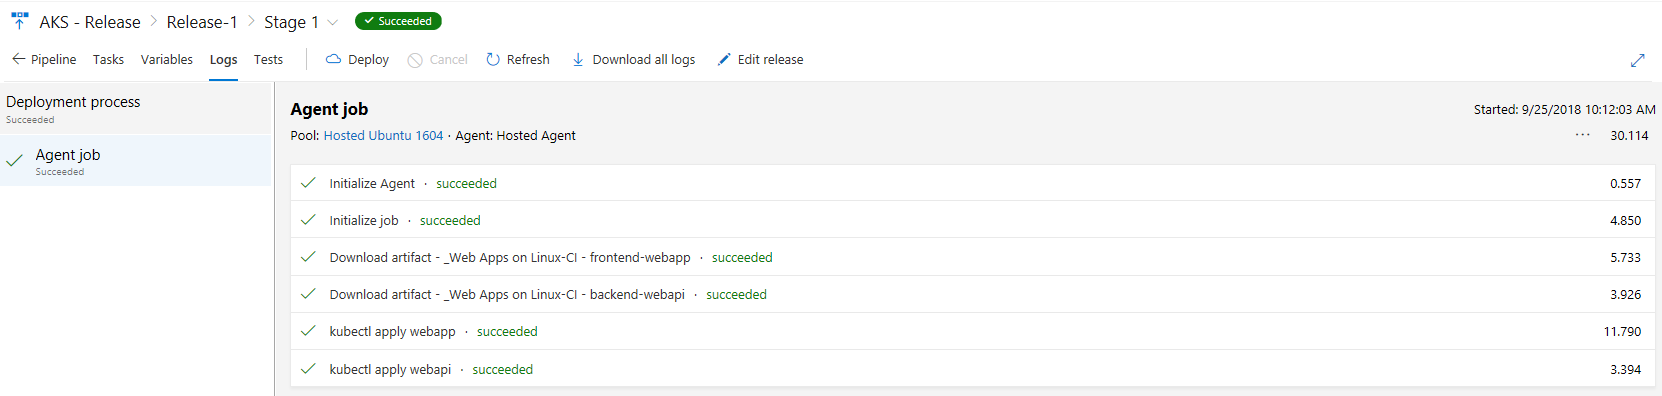 AKS - Release > Release-1 > Stage 1 Succeeded
Pipeline Tasks Variables Logs Tests Deploy Cancel Refresh Download all logs Edit release
Deployment process
Succeeded
Agent job
Succeeded
Agent job Started: 9/25/2018 10:12:03 AM
Pool: Hosted Ubuntu 1604 · Agent: Hosted Agent ··· 30.114
Initialize Agent · succeeded 0.557
Initialize job · succeeded 4.850
Download artifact - _Web Apps on Linux-CI - frontend-webapp · succeeded 5.733
Download artifact - _Web Apps on Linux-CI - backend-webapi · succeeded 3.926
kubectl apply webapp · succeeded 11.790
kubectl apply webapi · succeeded 3.394